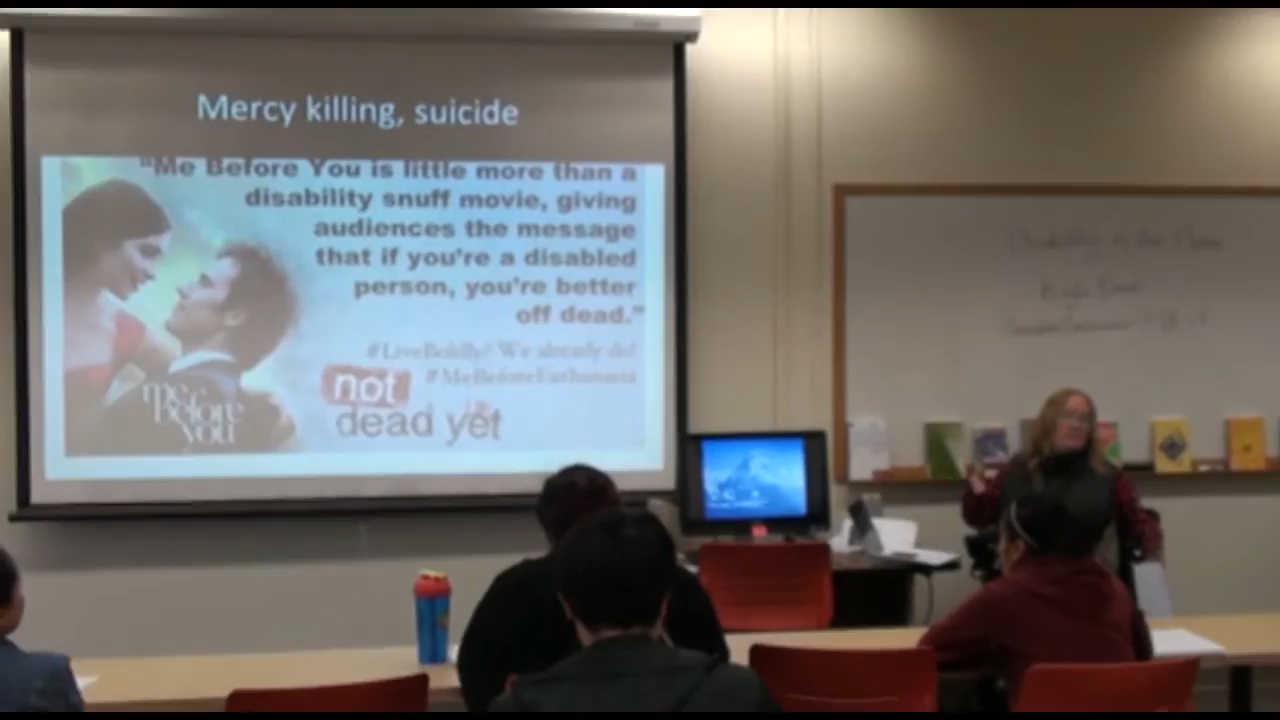 Mercy killing, suicide
"Me Before You is little more than a
disability snuff movie, giving
audiences the message
that if you're a disabled
person, you're better
off dead."
#LiveBoldly? We already do!
#MeBeforeEuthanasia
not
dead yet
me
Before
you
Disability